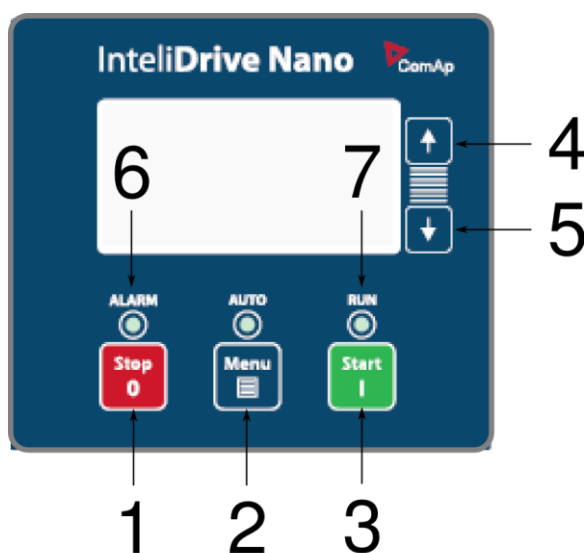 InteliDrive Nano ComAp
6 7 4
5
ALARM AUTO RUN
Stop Menu Start
0 I
1 2 3